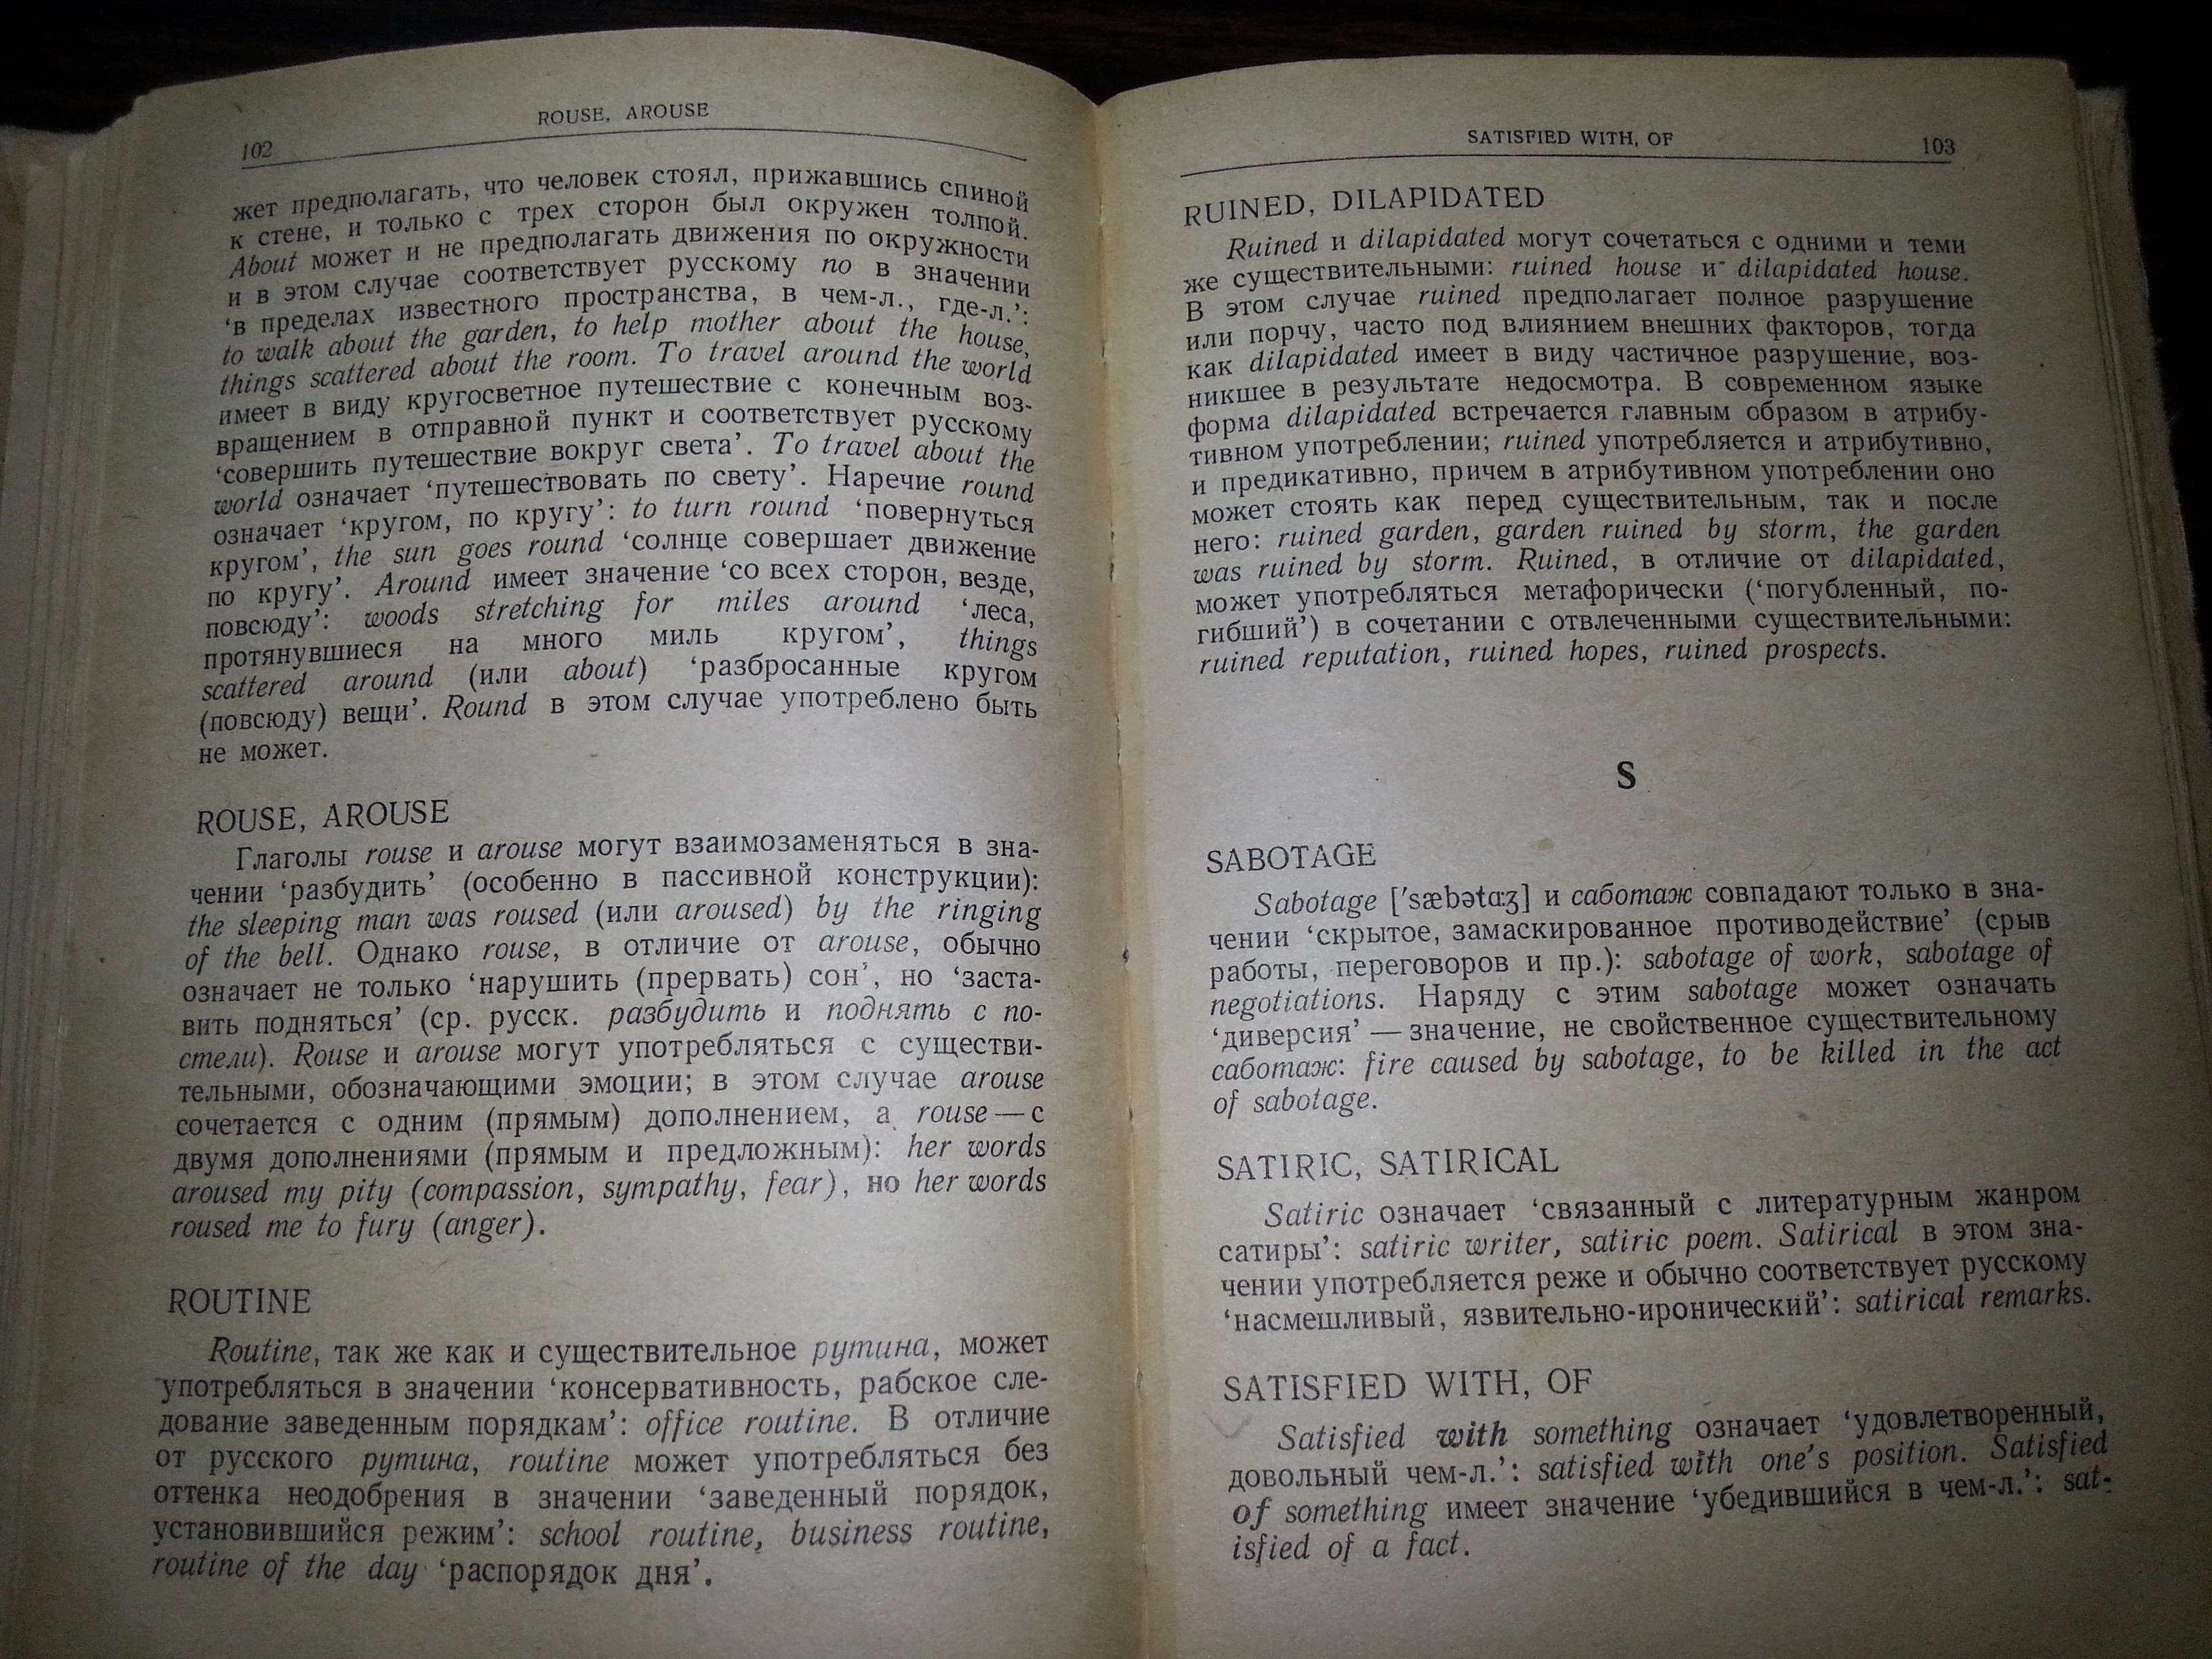 102
ROUSE, AROUSE
жет предполагать, что человек стоял, прижавшись спиной
к стене, и только с трех сторон был окружен толпой.
About может и не предполагать движения по окружности
и в этом случае соответствует русскому по в значении
‘в пределах известного пространства, в чем-л., где-л.’:
to walk about the garden, to help mother about the house,
things scattered about the room. To travel around the world
имеет в виду кругосветное путешествие с конечным воз-
вращением в отправной пункт и соответствует русскому
‘совершить путешествие вокруг света’. To travel about the
world означает ‘путешествовать по свету’. Наречие round
означает ‘кругом, по кругу’: to turn round ‘повернуться
кругом’, the sun goes round ‘солнце совершает движение
по кругу’. Around имеет значение ‘со всех сторон, везде,
повсюду’: woods stretching for miles around ‘леса,
протянувшиеся на много миль кругом’, things
scattered around (или about) ‘разбросанные кругом
(повсюду) вещи’. Round в этом случае употреблено быть
не может.
ROUSE, AROUSE
Глаголы rouse и arouse могут взаимозаменяться в зна-
чении ‘разбудить’ (особенно в пассивной конструкции):
the sleeping man was roused (или aroused) by the ringing
of the bell. Однако rouse, в отличие от arouse, обычно
означает не только ‘нарушить (прервать) сон’, но ‘заста-
вить подняться’ (ср. русск. разбудить и поднять с по-
стели). Rouse и arouse могут употребляться с существи-
тельными, обозначающими эмоции; в этом случае arouse
сочетается с одним (прямым) дополнением, а rouse — с
двумя дополнениями (прямым и предложным): her words
aroused my pity (compassion, sympathy, fear), но her words
roused me to fury (anger).
ROUTINE
Routine, так же как и существительное рутина, может
употребляться в значении ‘консервативность, рабское сле-
дование заведенным порядкам’: office routine. В отличие
от русского рутина, routine может употребляться без
оттенка неодобрения в значении ‘заведенный порядок,
установившийся режим’: school routine, business routine,
routine of the day ‘распорядок дня’.
SATISFIED WITH, OF
103
RUINED, DILAPIDATED
Ruined и dilapidated могут сочетаться с одними и теми
же существительными: ruined house и dilapidated house.
В этом случае ruined предполагает полное разрушение
или порчу, часто под влиянием внешних факторов, тогда
как dilapidated имеет в виду частичное разрушение, воз-
никшее в результате недосмотра. В современном языке
форма dilapidated встречается главным образом в атрибу-
тивном употреблении; ruined употребляется и атрибутивно,
и предикативно, причем в атрибутивном употреблении оно
может стоять как перед существительным, так и после
него: ruined garden, garden ruined by storm, the garden
was ruined by storm. Ruined, в отличие от dilapidated,
может употребляться метафорически (‘погубленный, по-
гибший’) в сочетании с отвлеченными существительными:
ruined reputation, ruined hopes, ruined prospects.
S
SABOTAGE
Sabotage [ˈsæbətɑːʒ] и саботаж совпадают только в зна-
чении ‘скрытое, замаскированное противодействие’ (срыв
работы, переговоров и пр.): sabotage of work, sabotage of
negotiations. Наряду с этим sabotage может означать
‘диверсия’ — значение, не свойственное существительному
саботаж: fire caused by sabotage, to be killed in the act
of sabotage.
SATIRIC, SATIRICAL
Satiric означает ‘связанный с литературным жанром
сатиры’: satiric writer, satiric poem. Satirical в этом зна-
чении употребляется реже и обычно соответствует русскому
‘насмешливый, язвительно-иронический’: satirical remarks.
SATISFIED WITH, OF
Satisfied with something означает ‘удовлетворенный,
довольный чем-л.’: satisfied with one’s position. Satisfied
of something имеет значение ‘убедившийся в чем-л.’: sat-
isfied of a fact.